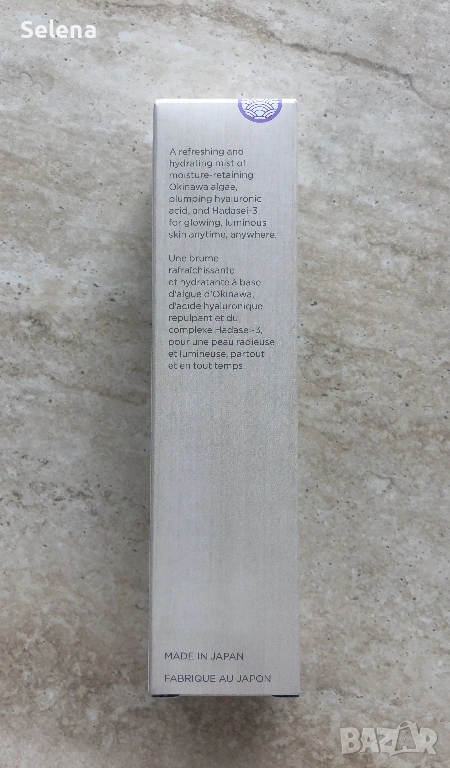 Selena
A refreshing and
hydrating mist of
moisture-retaining
Okinawa algae,
plumping hyaluronic
acid, and Hadasei-3
for glowing, luminous
skin anytime, anywhere.
Une brume
rafraîchissante
et hydratante à base
d'algue d'Okinawa,
d'acide hyaluronique
repulpant et du
complexe Hadasei-3,
pour une peau radieuse
et lumineuse, partout
et en tout temps.
MADE IN JAPAN
FABRIQUE AU JAPON
BAZAR